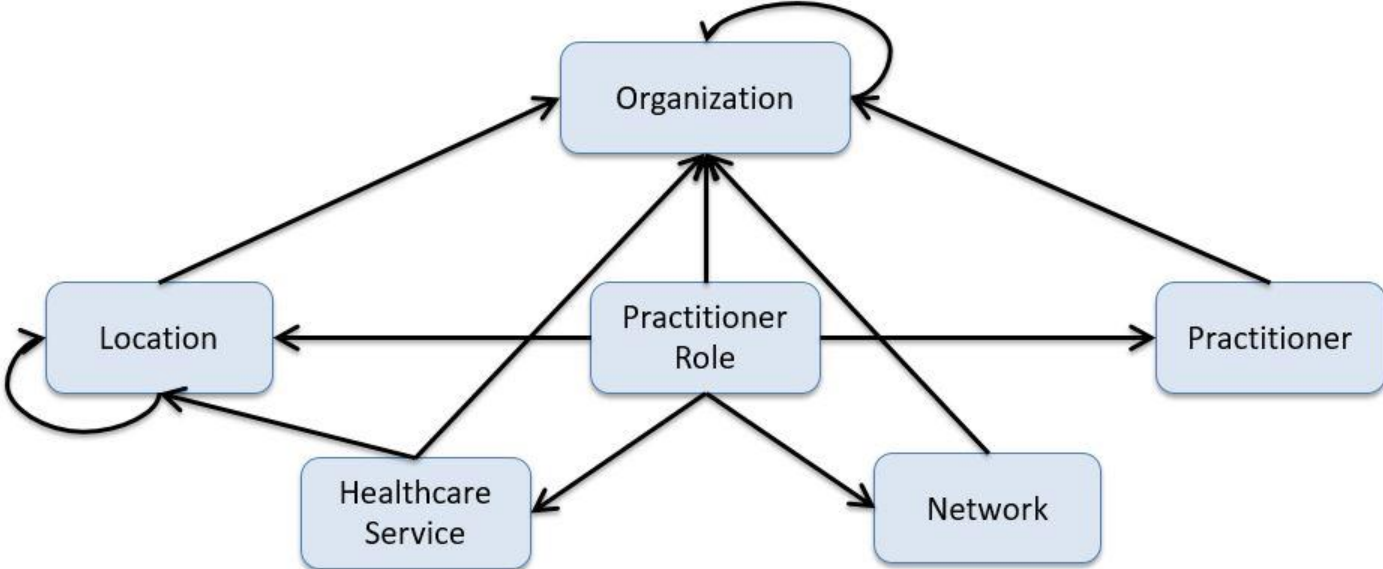 Organization
Location
Practitioner
Role
Practitioner
Healthcare
Service
Network